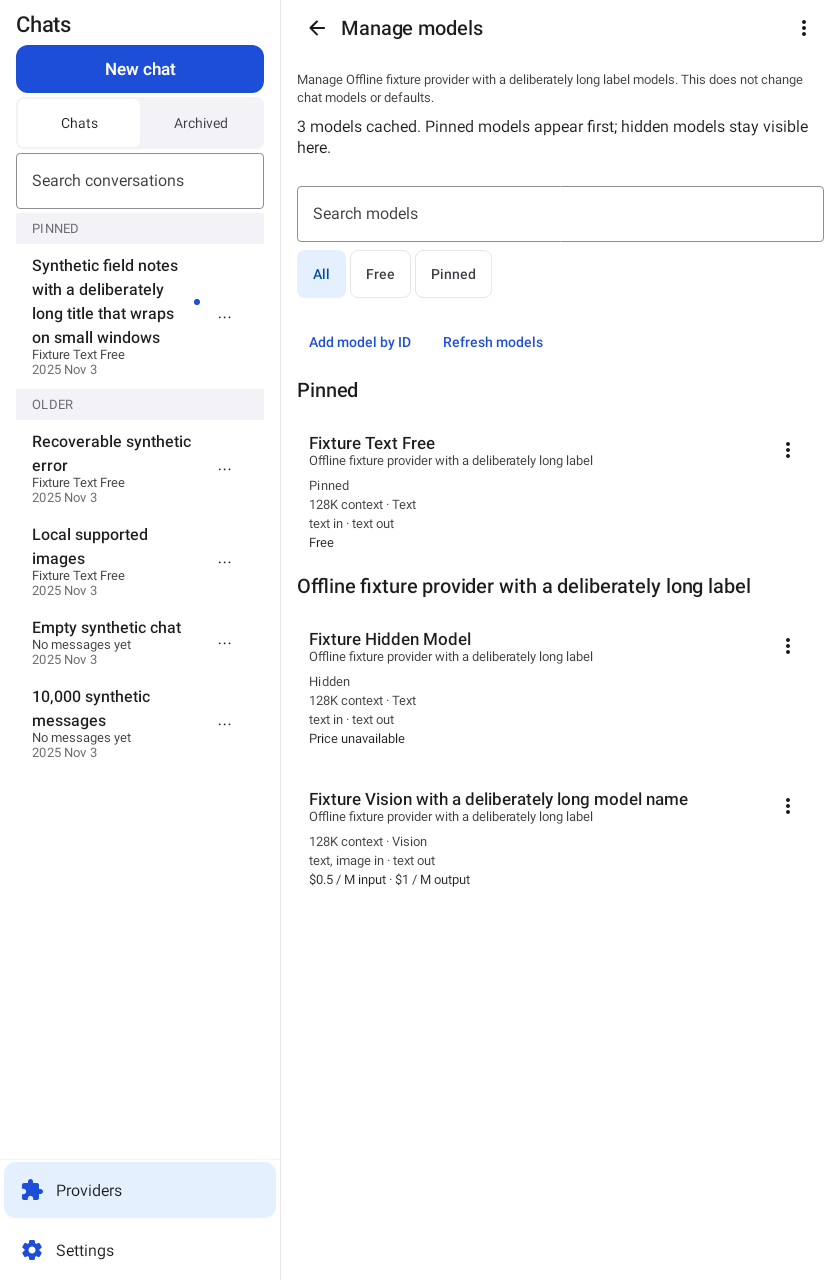 Chats
New chat
Chats
Archived
Search conversations
PINNED
Synthetic field notes
with a deliberately
long title that wraps
on small windows
Fixture Text Free
2025 Nov 3
OLDER
Recoverable synthetic
error
Fixture Text Free
2025 Nov 3
Local supported
images
Fixture Text Free
2025 Nov 3
Empty synthetic chat
No messages yet
2025 Nov 3
10,000 synthetic
messages
No messages yet
2025 Nov 3
Providers
Settings
Manage models
Manage Offline fixture provider with a deliberately long label models. This does not change
chat models or defaults.
3 models cached. Pinned models appear first; hidden models stay visible
here.
Search models
All
Free
Pinned
Add model by ID
Refresh models
Pinned
Fixture Text Free
Offline fixture provider with a deliberately long label
Pinned
128K context · Text
text in · text out
Free
Offline fixture provider with a deliberately long label
Fixture Hidden Model
Offline fixture provider with a deliberately long label
Hidden
128K context · Text
text in · text out
Price unavailable
Fixture Vision with a deliberately long model name
Offline fixture provider with a deliberately long label
128K context · Vision
text, image in · text out
$0.5 / M input · $1 / M output